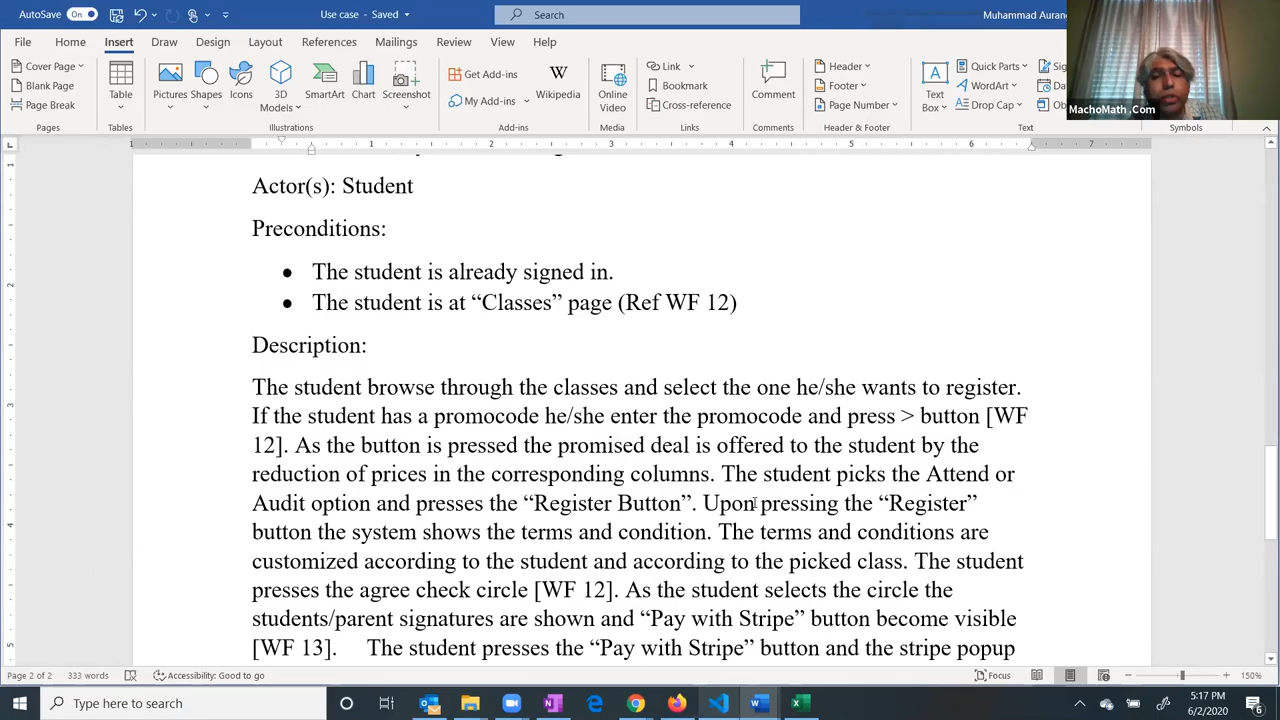 AutoSave On Use case - Student Search Muhammad Aurang
File Home Insert Draw Design Layout References Mailings Review View Help
Cover Page
Blank Page
Page Break
Pages
Table
Tables
Pictures Shapes Icons 3D Models SmartArt Chart Screenshot
Illustrations
Get Add-ins
My Add-ins
Wikipedia
Add-ins
Online Video
Media
Link
Bookmark
Cross-reference
Links
Comment
Comments
Header
Footer
Page Number
Header & Footer
Text Box
Quick Parts
WordArt
Drop Cap
Text
Symbols
MachoMath .Com
1 1 2 3 4 5 6 7
Actor(s): Student
Preconditions:
• The student is already signed in.
• The student is at “Classes” page (Ref WF 12)
Description:
The student browse through the classes and select the one he/she wants to register.
If the student has a promocode he/she enter the promocode and press > button [WF
12]. As the button is pressed the promised deal is offered to the student by the
reduction of prices in the corresponding columns. The student picks the Attend or
Audit option and presses the “Register Button”. Upon pressing the “Register”
button the system shows the terms and condition. The terms and conditions are
customized according to the student and according to the picked class. The student
presses the agree check circle [WF 12]. As the student selects the circle the
students/parent signatures are shown and “Pay with Stripe” button become visible
[WF 13]. The student presses the “Pay with Stripe” button and the stripe popup
Page 2 of 2 333 words Accessibility: Good to go Focus 150%
Type here to search
5:17 PM
6/2/2020
6